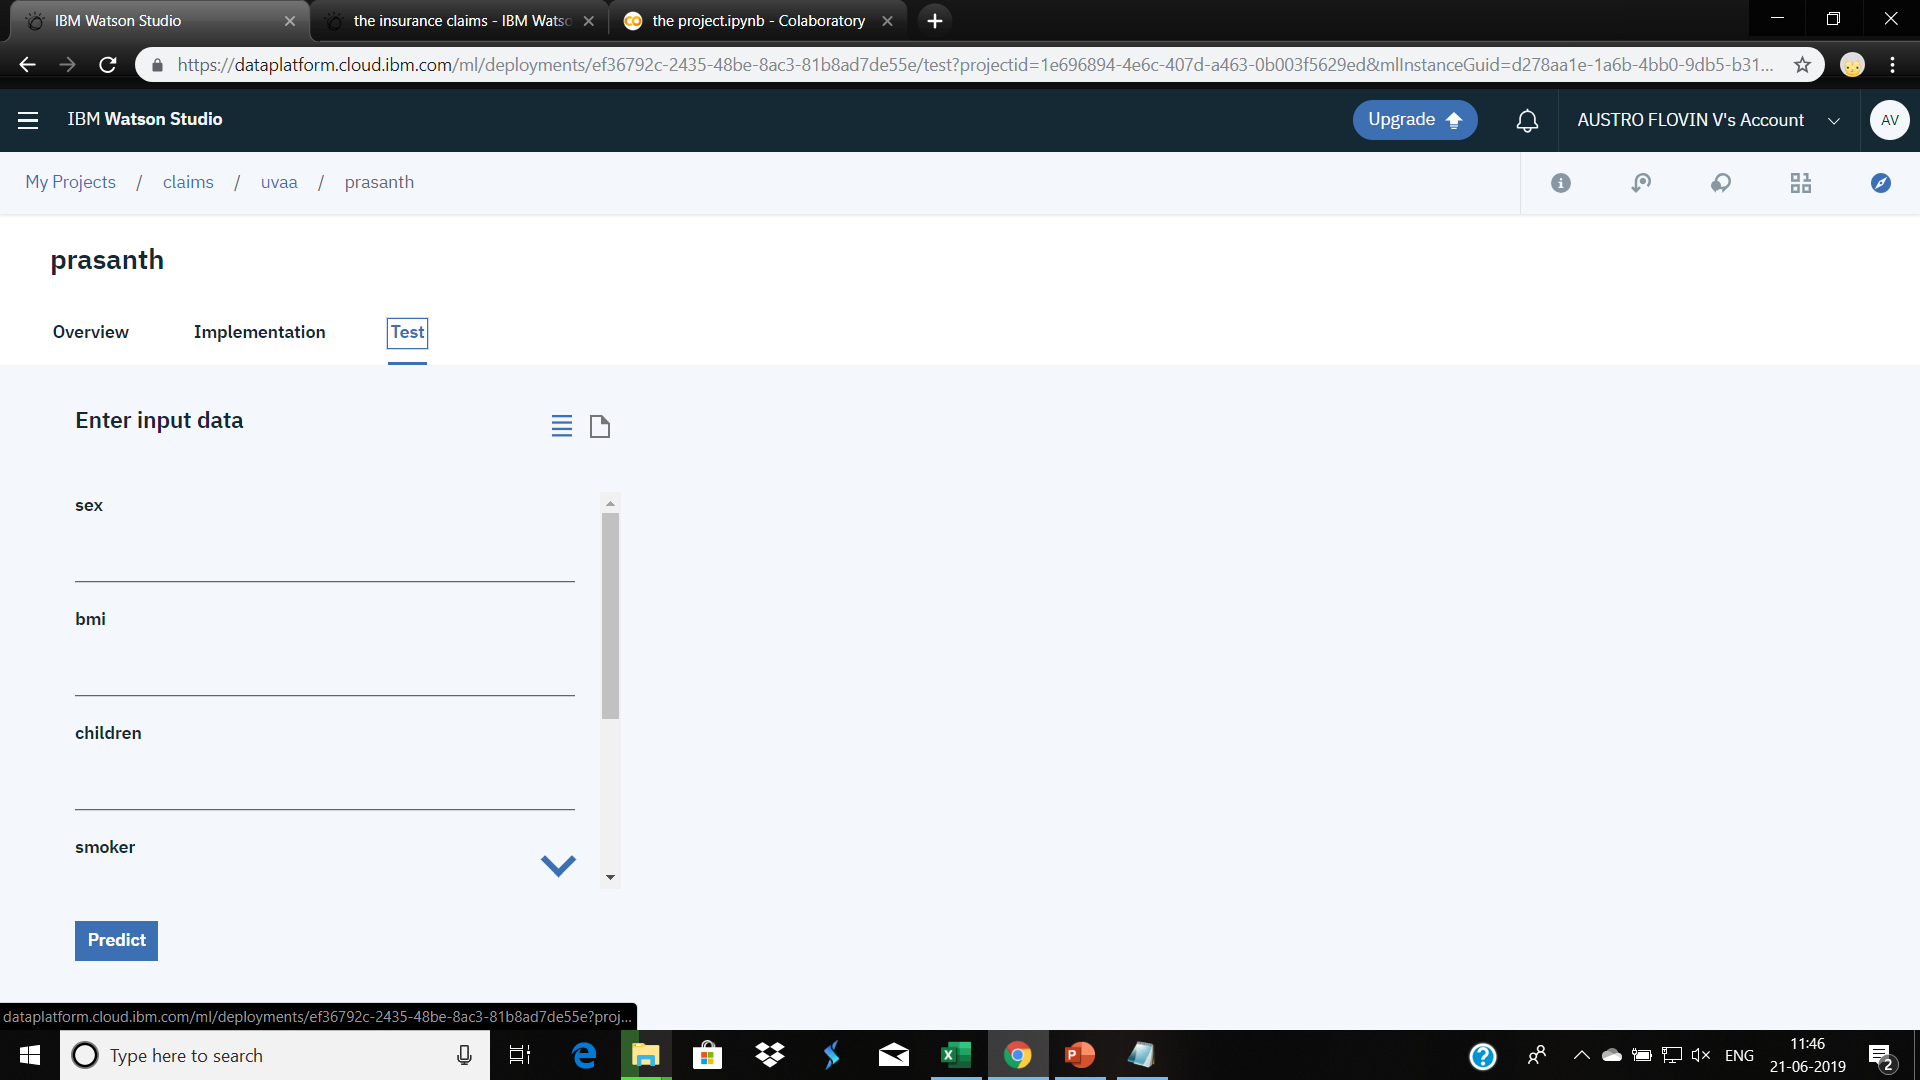 IBM Watson Studio
the insurance claims - IBM Watso
the project.ipynb - Colaboratory
https://dataplatform.cloud.ibm.com/ml/deployments/ef36792c-2435-48be-8ac3-81b8ad7de55e/test?projectid=1e696894-4e6c-407d-a463-0b003f5629ed&mlInstanceGuid=d278aa1e-1a6b-4bb0-9db5-b31...
IBM Watson Studio
Upgrade
AUSTRO FLOVIN V's Account
AV
My Projects / claims / uvaa / prasanth
prasanth
Overview
Implementation
Test
Enter input data
sex
bmi
children
smoker
Predict
dataplatform.cloud.ibm.com/ml/deployments/ef36792c-2435-48be-8ac3-81b8ad7de55e?proj...
Type here to search
ENG
11:46
21-06-2019
2